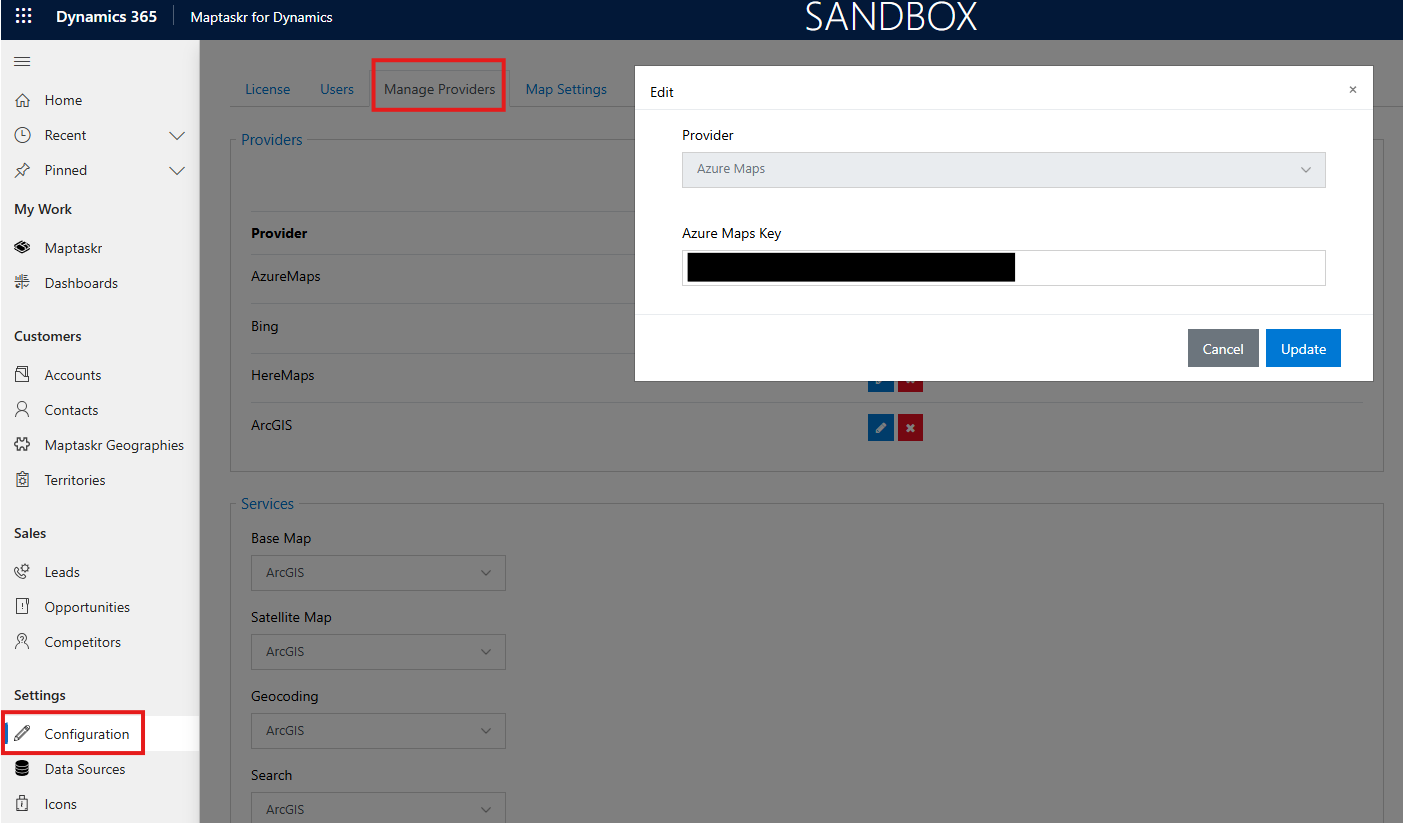 Dynamics 365 Maptaskr for Dynamics SANDBOX
Home
Recent
Pinned
My Work
Maptaskr
Dashboards
Customers
Accounts
Contacts
Maptaskr Geographies
Territories
Sales
Leads
Opportunities
Competitors
Settings
Configuration
Data Sources
Icons
License Users Manage Providers Map Settings
Providers
Provider
AzureMaps
Bing
HereMaps
ArcGIS
Services
Base Map
ArcGIS
Satellite Map
ArcGIS
Geocoding
ArcGIS
Search
ArcGIS
Edit
Provider
Azure Maps
Azure Maps Key
Cancel Update